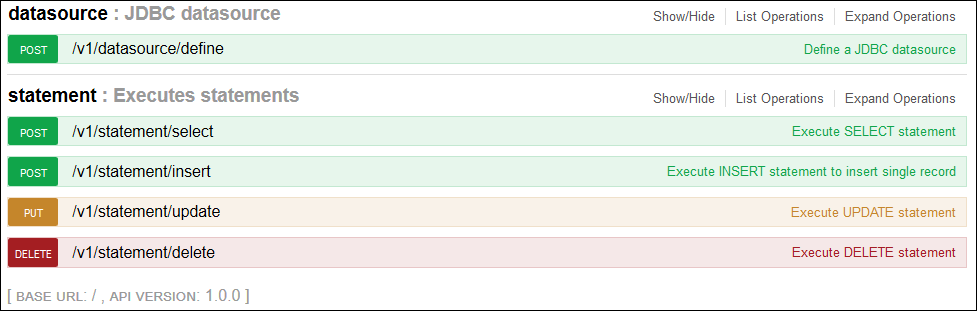 datasource : JDBC datasource Show/Hide List Operations Expand Operations
POST /v1/datasource/define Define a JDBC datasource
statement : Executes statements Show/Hide List Operations Expand Operations
POST /v1/statement/select Execute SELECT statement
POST /v1/statement/insert Execute INSERT statement to insert single record
PUT /v1/statement/update Execute UPDATE statement
DELETE /v1/statement/delete Execute DELETE statement
[ BASE URL: / , API VERSION: 1.0.0 ]